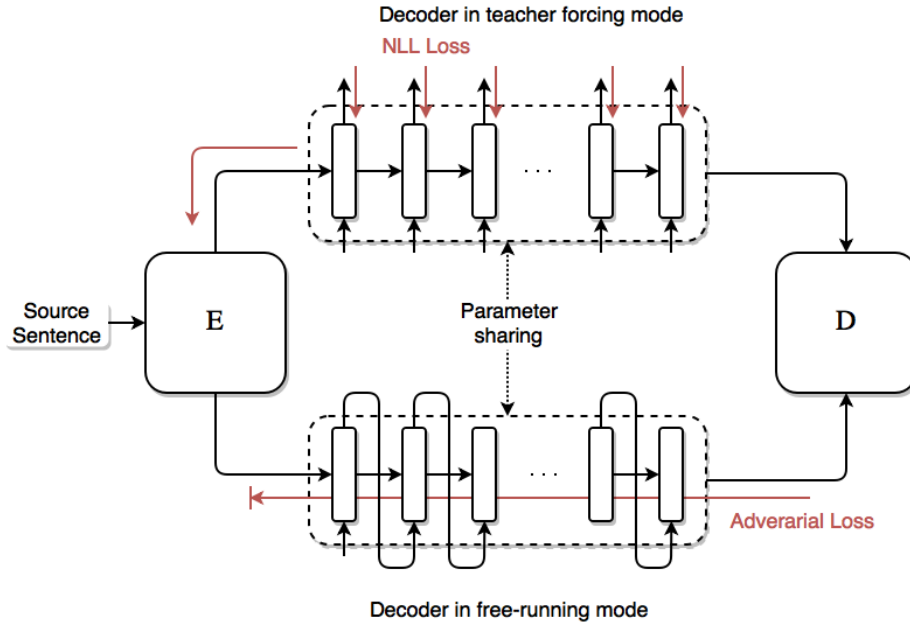 Decoder in teacher forcing mode
NLL Loss
. . .
E
Source
Sentence
Parameter
sharing
D
. . .
Adverarial Loss
Decoder in free-running mode